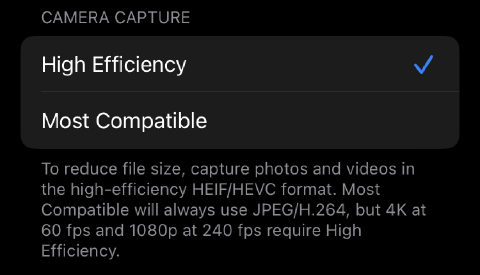 CAMERA CAPTURE
High Efficiency
Most Compatible
To reduce file size, capture photos and videos in
the high-efficiency HEIF/HEVC format. Most
Compatible will always use JPEG/H.264, but 4K at
60 fps and 1080p at 240 fps require High
Efficiency.